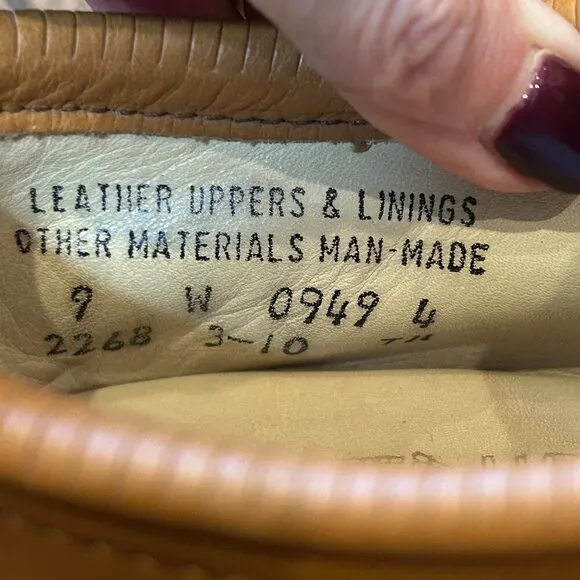 LEATHER UPPERS & LININGS
OTHER MATERIALS MAN-MADE
9 W 0949 4
2268 3-10